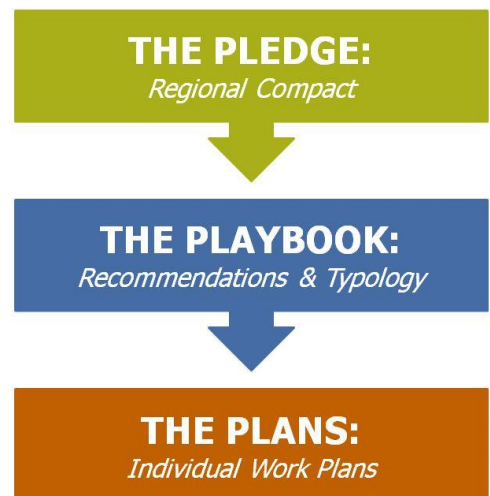 THE PLEDGE:
Regional Compact
THE PLAYBOOK:
Recommendations & Typology
THE PLANS:
Individual Work Plans